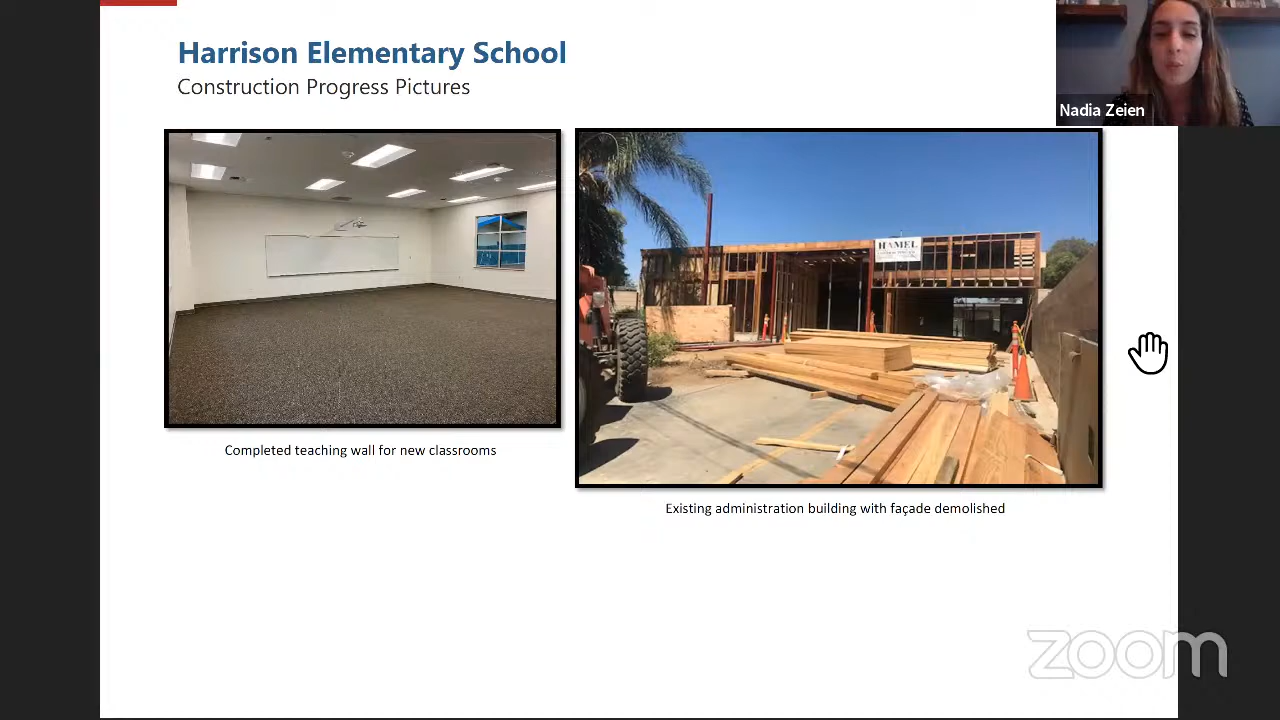 Harrison Elementary School
Construction Progress Pictures
Nadia Zeien
HAMEL
Completed teaching wall for new classrooms
Existing administration building with façade demolished
zoom